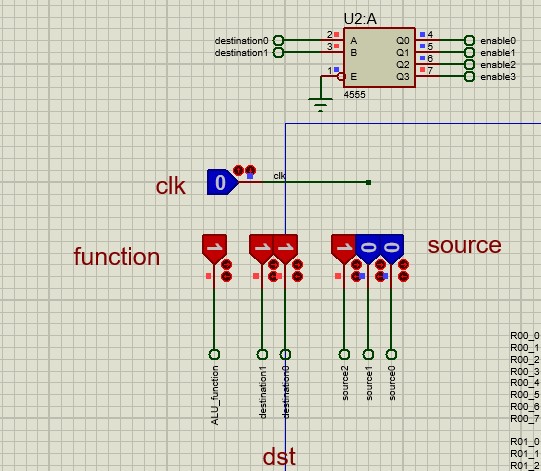 U2:A
destination0 2 A Q0 4 enable0
destination1 3 B Q1 5 enable1
Q2 6 enable2
1 E Q3 7 enable3
4555
clk 0 clk
function 1 1 1 1 0 0 source
ALU_function
destination1
destination0
source2
source1
source0
R00_0
R00_1
R00_2
R00_3
R00_4
R00_5
R00_6
R00_7
R01_0
R01_1
R01_2
dst